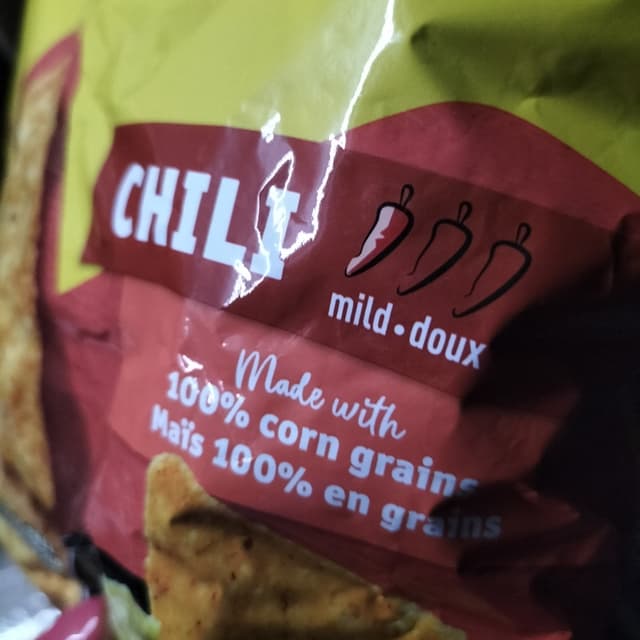 CHILI
mild • doux
Made with
100% corn grains
Maïs 100% en grains